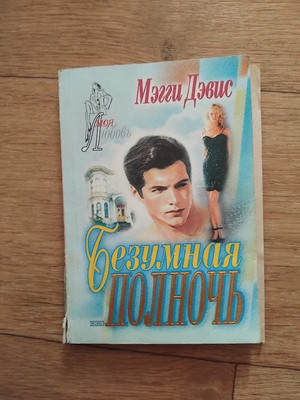 Мэгги Дэвис
Моя
Любовь
Безумная
ПОЛНОЧЬ